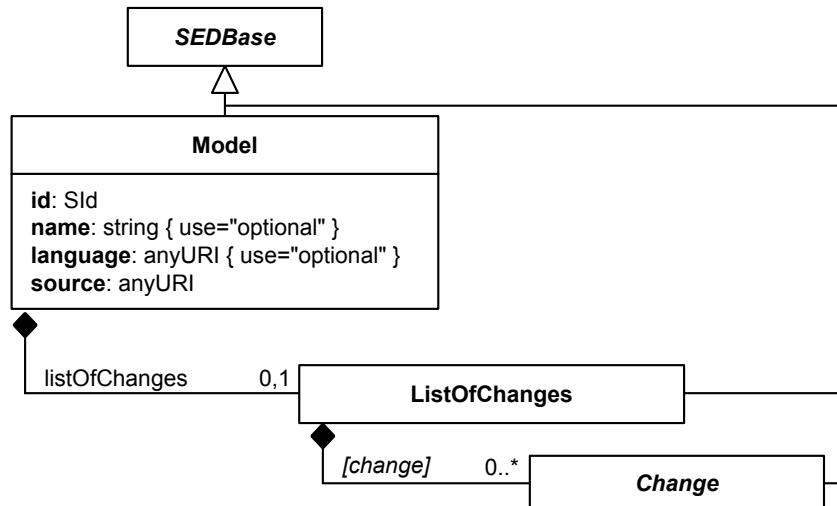 SEDBase
Model
id: SId
name: string { use="optional" }
language: anyURI { use="optional" }
source: anyURI
listOfChanges 0,1
ListOfChanges
[change] 0..*
Change